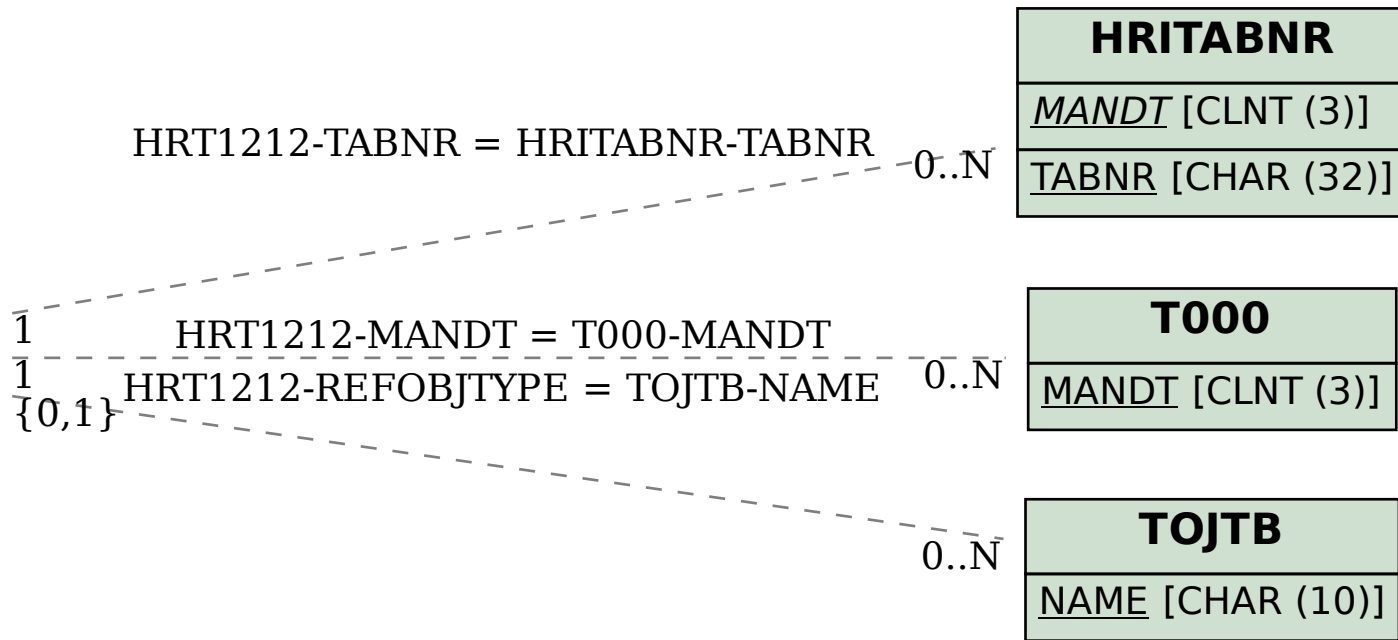 HRITABNR
MANDT [CLNT (3)]
TABNR [CHAR (32)]
HRT1212-TABNR = HRITABNR-TABNR
0..N
1
HRT1212-MANDT = T000-MANDT
0..N
1
HRT1212-REFOBJTYPE = TOJTB-NAME
{0,1}
0..N
T000
MANDT [CLNT (3)]
TOJTB
NAME [CHAR (10)]